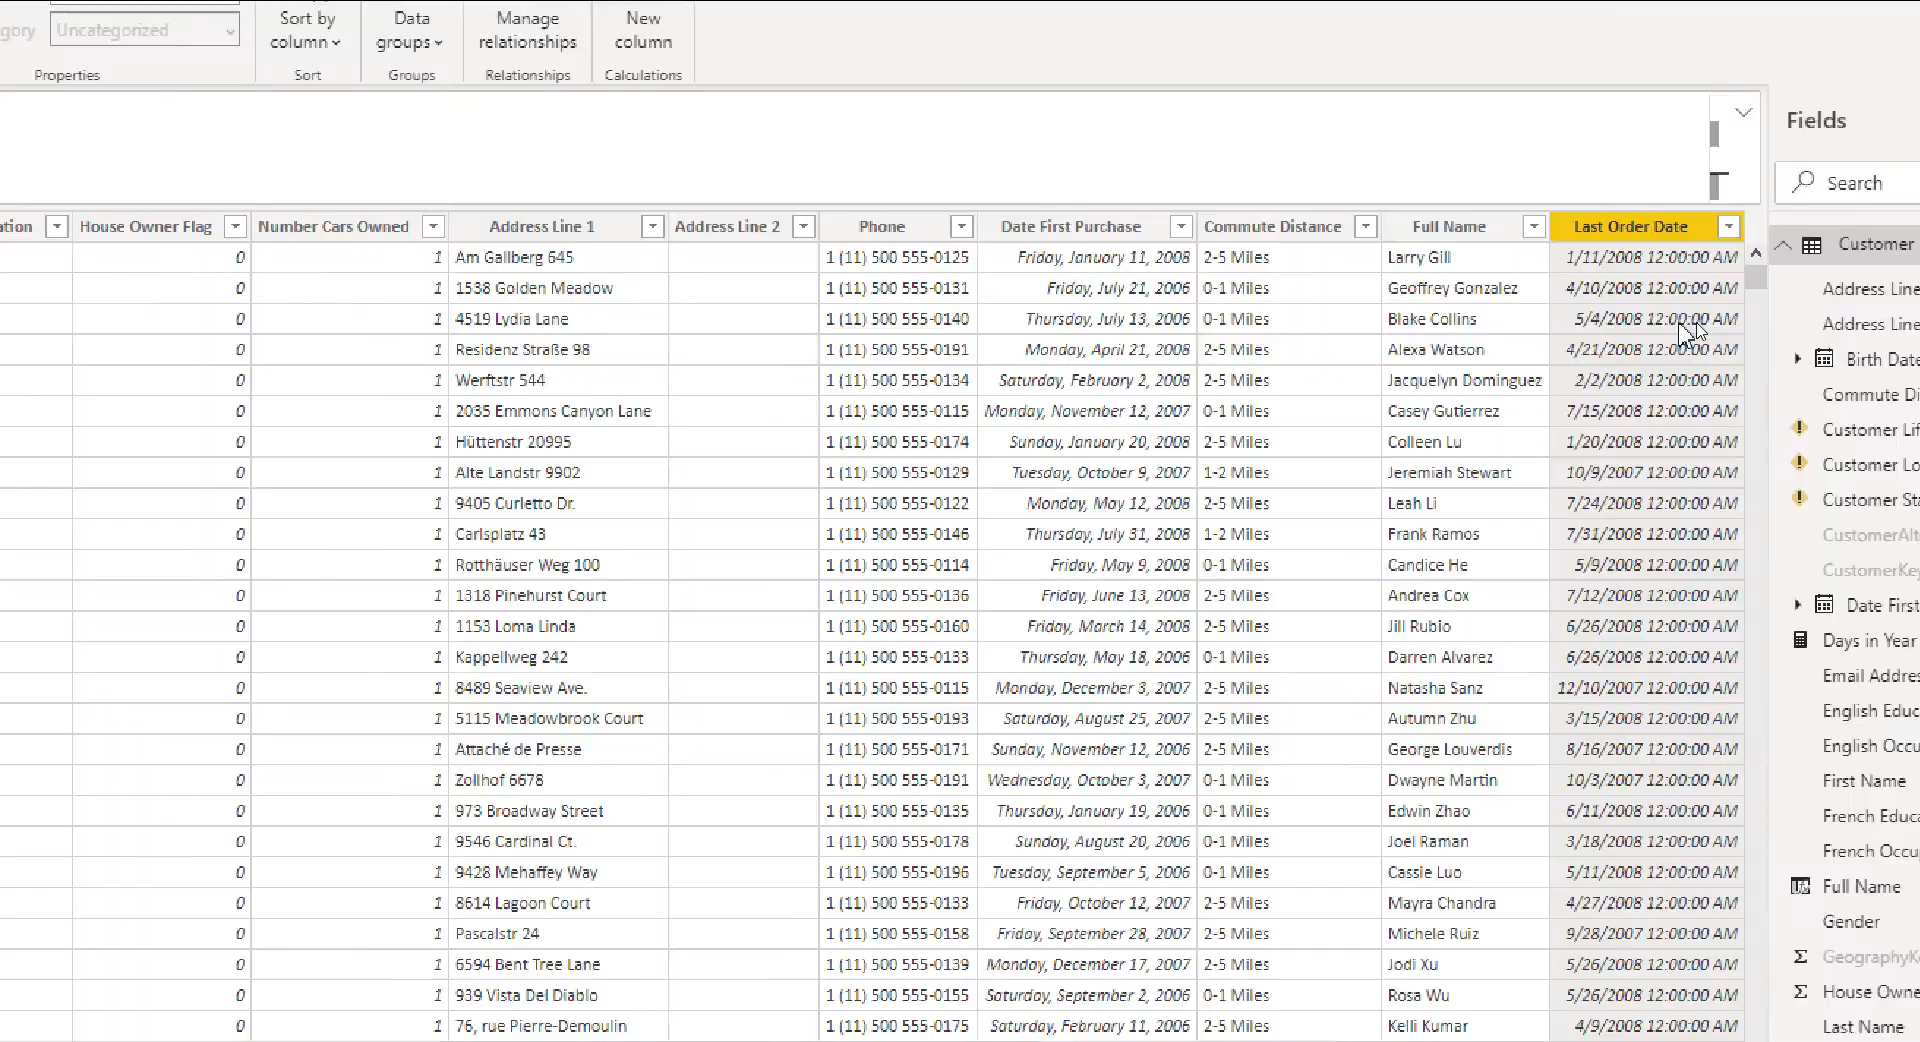 gory Uncategorized
Sort by column
Data groups
Manage relationships
New column
Properties Sort Groups Relationships Calculations
Fields
Search
ation House Owner Flag Number Cars Owned Address Line 1 Address Line 2 Phone Date First Purchase Commute Distance Full Name Last Order Date
0 1 Am Gallberg 645 1 (11) 500 555-0125 Friday, January 11, 2008 2-5 Miles Larry Gill 1/11/2008 12:00:00 AM
0 1 1538 Golden Meadow 1 (11) 500 555-0131 Friday, July 21, 2006 0-1 Miles Geoffrey Gonzalez 4/10/2008 12:00:00 AM
0 1 4519 Lydia Lane 1 (11) 500 555-0140 Thursday, July 13, 2006 0-1 Miles Blake Collins 5/4/2008 12:00:00 AM
0 1 Residenz Straße 98 1 (11) 500 555-0191 Monday, April 21, 2008 2-5 Miles Alexa Watson 4/21/2008 12:00:00 AM
0 1 Werftstr 544 1 (11) 500 555-0134 Saturday, February 2, 2008 2-5 Miles Jacquelyn Dominguez 2/2/2008 12:00:00 AM
0 1 2035 Emmons Canyon Lane 1 (11) 500 555-0115 Monday, November 12, 2007 0-1 Miles Casey Gutierrez 7/15/2008 12:00:00 AM
0 1 Hüttenstr 20995 1 (11) 500 555-0174 Sunday, January 20, 2008 2-5 Miles Colleen Lu 1/20/2008 12:00:00 AM
0 1 Alte Landstr 9902 1 (11) 500 555-0129 Tuesday, October 9, 2007 1-2 Miles Jeremiah Stewart 10/9/2007 12:00:00 AM
0 1 9405 Curletto Dr. 1 (11) 500 555-0122 Monday, May 12, 2008 2-5 Miles Leah Li 7/24/2008 12:00:00 AM
0 1 Carlsplatz 43 1 (11) 500 555-0146 Thursday, July 31, 2008 1-2 Miles Frank Ramos 7/31/2008 12:00:00 AM
0 1 Rotthäuser Weg 100 1 (11) 500 555-0114 Friday, May 9, 2008 0-1 Miles Candice He 5/9/2008 12:00:00 AM
0 1 1318 Pinehurst Court 1 (11) 500 555-0136 Friday, June 13, 2008 2-5 Miles Andrea Cox 7/12/2008 12:00:00 AM
0 1 1153 Loma Linda 1 (11) 500 555-0160 Friday, March 14, 2008 2-5 Miles Jill Rubio 6/26/2008 12:00:00 AM
0 1 Kappellweg 242 1 (11) 500 555-0133 Thursday, May 18, 2006 0-1 Miles Darren Alvarez 6/26/2008 12:00:00 AM
0 1 8489 Seaview Ave. 1 (11) 500 555-0115 Monday, December 3, 2007 2-5 Miles Natasha Sanz 12/10/2007 12:00:00 AM
0 1 5115 Meadowbrook Court 1 (11) 500 555-0193 Saturday, August 25, 2007 2-5 Miles Autumn Zhu 3/15/2008 12:00:00 AM
0 1 Attaché de Presse 1 (11) 500 555-0171 Sunday, November 12, 2006 2-5 Miles George Louverdis 8/16/2007 12:00:00 AM
0 1 Zollhof 6678 1 (11) 500 555-0191 Wednesday, October 3, 2007 0-1 Miles Dwayne Martin 10/3/2007 12:00:00 AM
0 1 973 Broadway Street 1 (11) 500 555-0135 Thursday, January 19, 2006 0-1 Miles Edwin Zhao 6/11/2008 12:00:00 AM
0 1 9546 Cardinal Ct. 1 (11) 500 555-0178 Sunday, August 20, 2006 2-5 Miles Joel Raman 3/18/2008 12:00:00 AM
0 1 9428 Mehaffey Way 1 (11) 500 555-0196 Tuesday, September 5, 2006 0-1 Miles Cassie Luo 5/11/2008 12:00:00 AM
0 1 8614 Lagoon Court 1 (11) 500 555-0133 Friday, October 12, 2007 2-5 Miles Mayra Chandra 4/27/2008 12:00:00 AM
0 1 Pascalstr 24 1 (11) 500 555-0158 Friday, September 28, 2007 2-5 Miles Michele Ruiz 9/28/2007 12:00:00 AM
0 1 6594 Bent Tree Lane 1 (11) 500 555-0139 Monday, December 17, 2007 2-5 Miles Jodi Xu 5/26/2008 12:00:00 AM
0 1 939 Vista Del Diablo 1 (11) 500 555-0155 Saturday, September 2, 2006 0-1 Miles Rosa Wu 5/26/2008 12:00:00 AM
0 1 76, rue Pierre-Demoulin 1 (11) 500 555-0175 Saturday, February 11, 2006 2-5 Miles Kelli Kumar 4/9/2008 12:00:00 AM
Customer
Address Line
Address Line
Birth Date
Commute Di
Customer Lif
Customer Lo
Customer Sta
CustomerAlt
CustomerKey
Date First
Days in Year
Email Addres
English Educ
English Occu
First Name
French Educa
French Occup
Full Name
Gender
GeographyKe
House Owne
Last Name